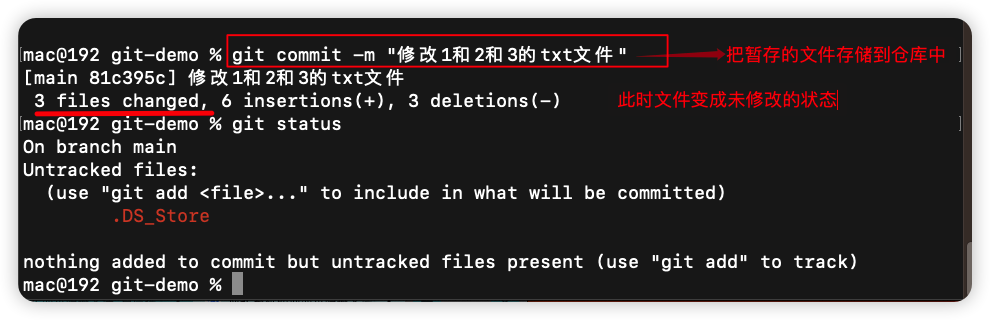 mac@192 git-demo % git commit -m "修改1和2和3的txt文件" 把暂存的文件存储到仓库中
[main 81c395c] 修改1和2和3的txt文件
3 files changed, 6 insertions(+), 3 deletions(-) 此时文件变成未修改的状态
mac@192 git-demo % git status
On branch main
Untracked files:
(use "git add <file>..." to include in what will be committed)
.DS_Store
nothing added to commit but untracked files present (use "git add" to track)
mac@192 git-demo %